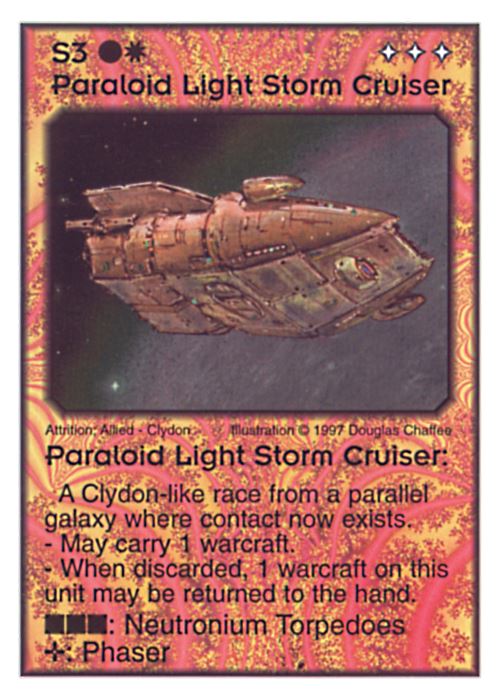 S3
Paraloid Light Storm Cruiser
Attrition: Allied - Clydon Illustration © 1997 Douglas Chaffee
Paraloid Light Storm Cruiser:
A Clydon-like race from a parallel
galaxy where contact now exists.
- May carry 1 warcraft.
- When discarded, 1 warcraft on this
unit may be returned to the hand.
: Neutronium Torpedoes
: Phaser